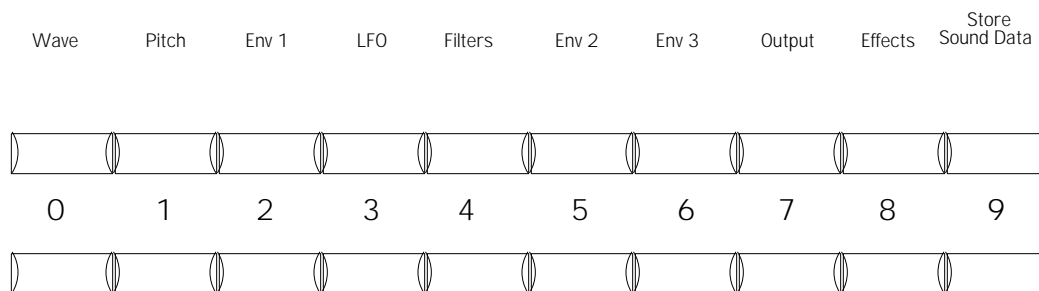 Wave Pitch Env 1 LFO Filters Env 2 Env 3 Output Effects Store
Sound Data
0 1 2 3 4 5 6 7 8 9